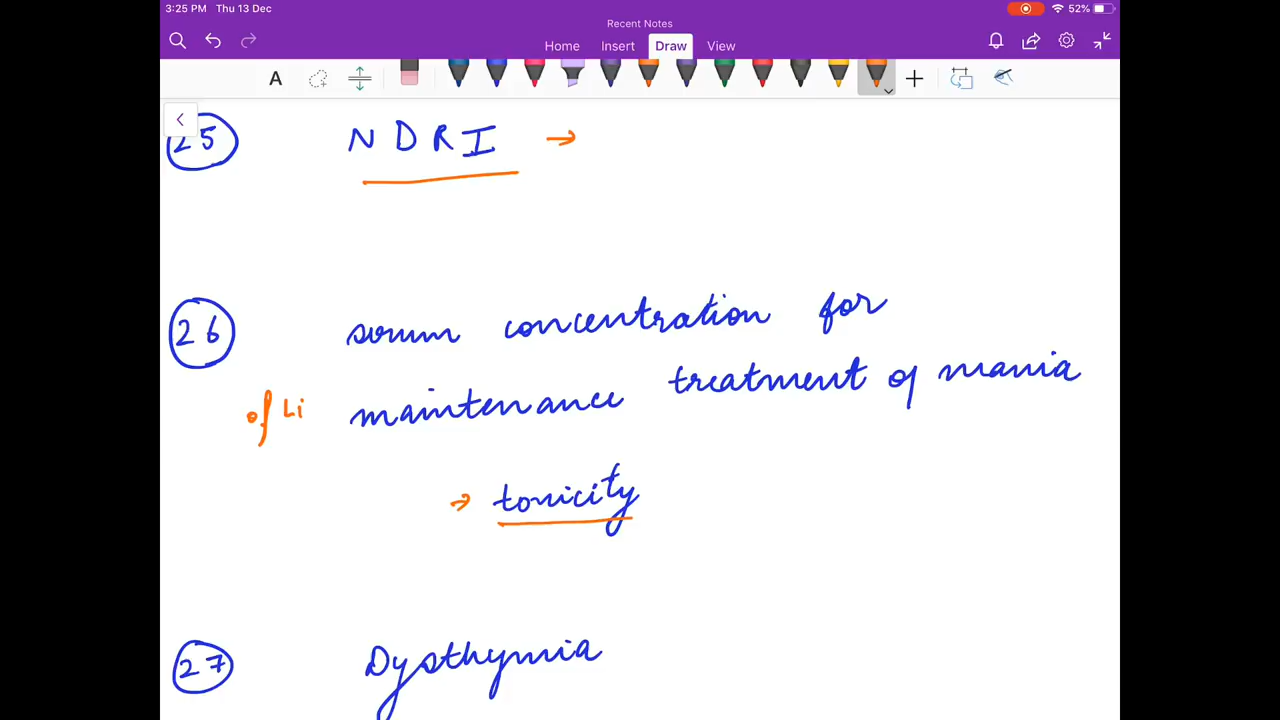 3:25 PM Thu 13 Dec
52%
Recent Notes
Home Insert Draw View
A
25 NDRI →
26 serum concentration for
of Li maintenance treatment of mania
→ toxicity
27 Dysthymia